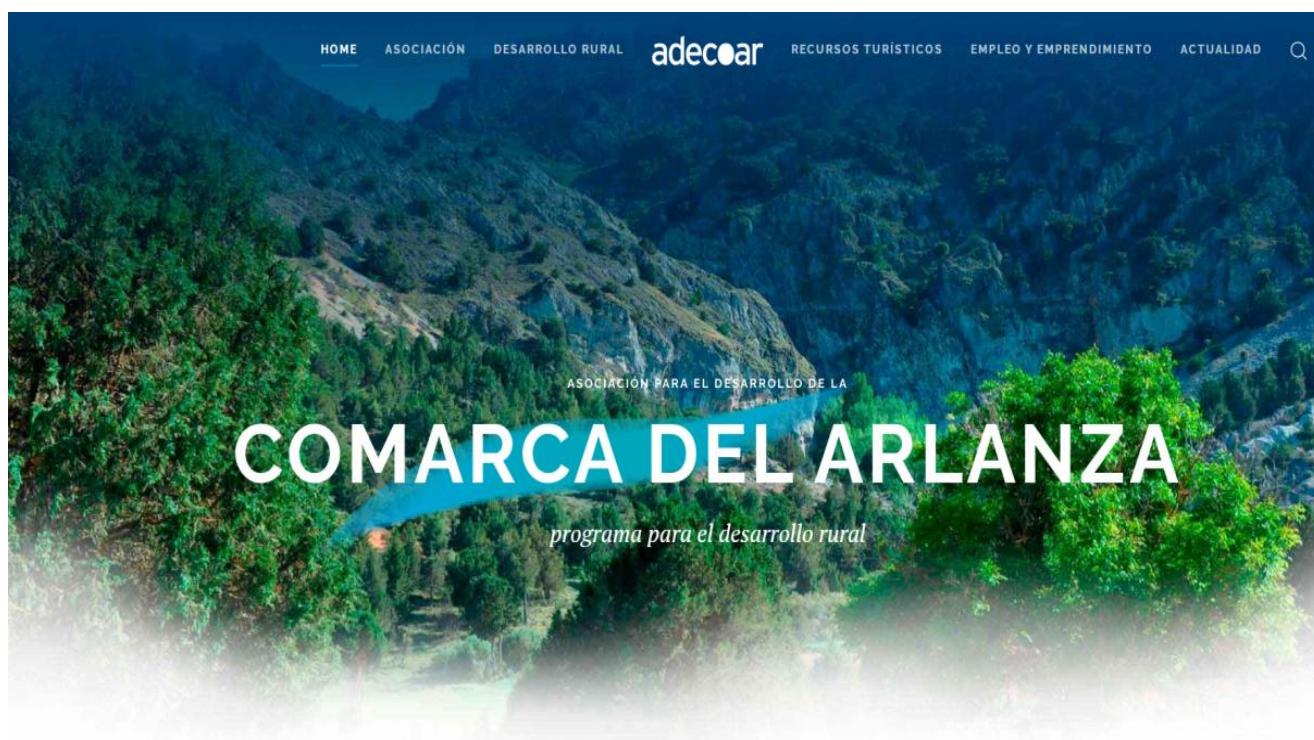 HOME ASOCIACIÓN DESARROLLO RURAL adecoar RECURSOS TURÍSTICOS EMPLEO Y EMPRENDIMIENTO ACTUALIDAD
ASOCIACIÓN PARA EL DESARROLLO DE LA
COMARCA DEL ARLANZA
programa para el desarrollo rural